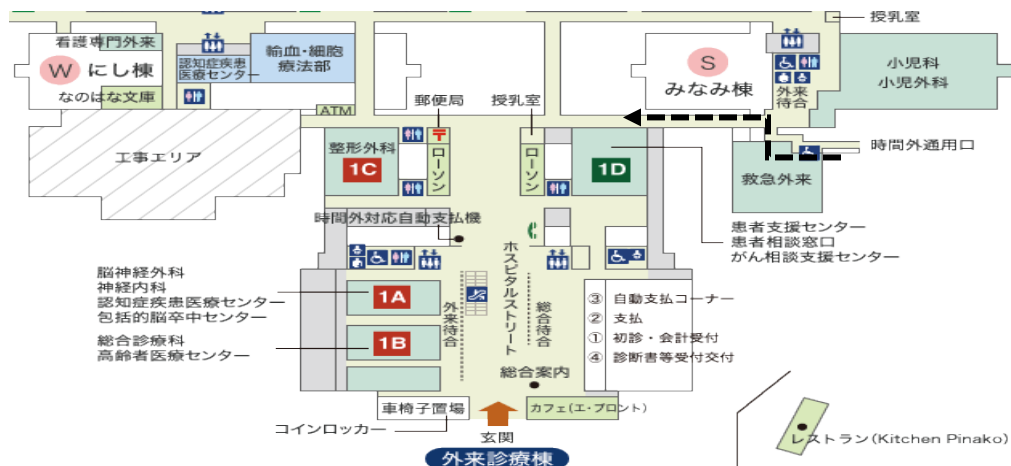 授乳室
看護専門外来
W にし棟
なのはな文庫
認知症疾患
医療センター
輸血・細胞
療法部
S
みなみ棟
外来待合
小児科
小児外科
ATM
郵便局
授乳室
時間外通用口
工事エリア
整形外科
1C
〒
ローソン
ローソン
1D
救急外来
時間外対応自動支払機
患者支援センター
患者相談窓口
がん相談支援センター
ホスピタルストリート
脳神経外科
神経内科
認知症疾患医療センター
包括的脳卒中センター
1A
外来待合
総合待合
③ 自動支払コーナー
② 支払
① 初診・会計受付
④ 診断書等受付交付
総合診療科
高齢者医療センター
1B
総合案内
車椅子置場
カフェ(エ・プロント)
コインロッカー
玄関
外来診療棟
レストラン(Kitchen Pinako)